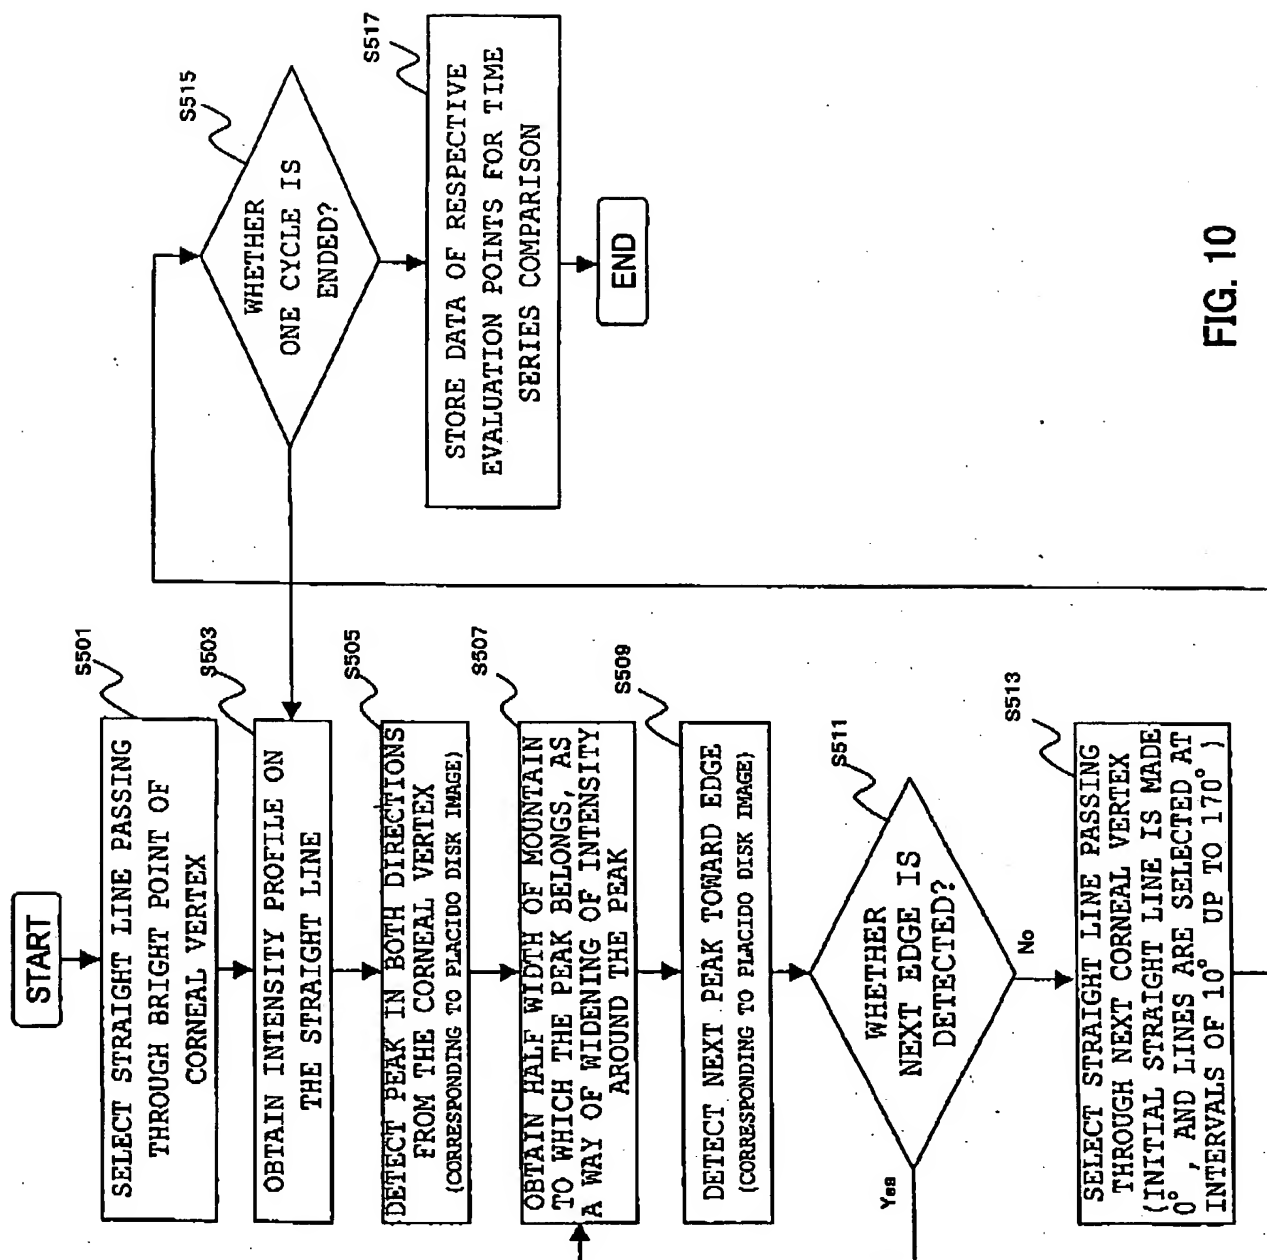 START
S501
SELECT STRAIGHT LINE PASSING
THROUGH BRIGHT POINT OF
CORNEAL VERTEX
S503
OBTAIN INTENSITY PROFILE ON
THE STRAIGHT LINE
S505
DETECT PEAK IN BOTH DIRECTIONS
FROM THE CORNEAL VERTEX
(CORRESPONDING TO PLACIDO DISK IMAGE)
S507
OBTAIN HALF WIDTH OF MOUNTAIN
TO WHICH THE PEAK BELONGS, AS
A WAY OF WIDENING OF INTENSITY
AROUND THE PEAK
S509
DETECT NEXT PEAK TOWARD EDGE
(CORRESPONDING TO PLACIDO DISK IMAGE)
S511
WHETHER
NEXT EDGE IS
DETECTED?
Yes
No
S513
SELECT STRAIGHT LINE PASSING
THROUGH NEXT CORNEAL VERTEX
(INITIAL STRAIGHT LINE IS MADE
0°, AND LINES ARE SELECTED AT
INTERVALS OF 10° UP TO 170°)
S515
WHETHER
ONE CYCLE IS
ENDED?
S517
STORE DATA OF RESPECTIVE
EVALUATION POINTS FOR TIME
SERIES COMPARISON
END
FIG. 10